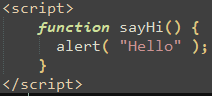 <script>
    function sayHi() {
      alert( "Hello" );
    }
</script>